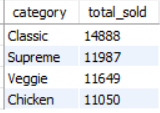 category total_sold
Classic 14888
Supreme 11987
Veggie 11649
Chicken 11050